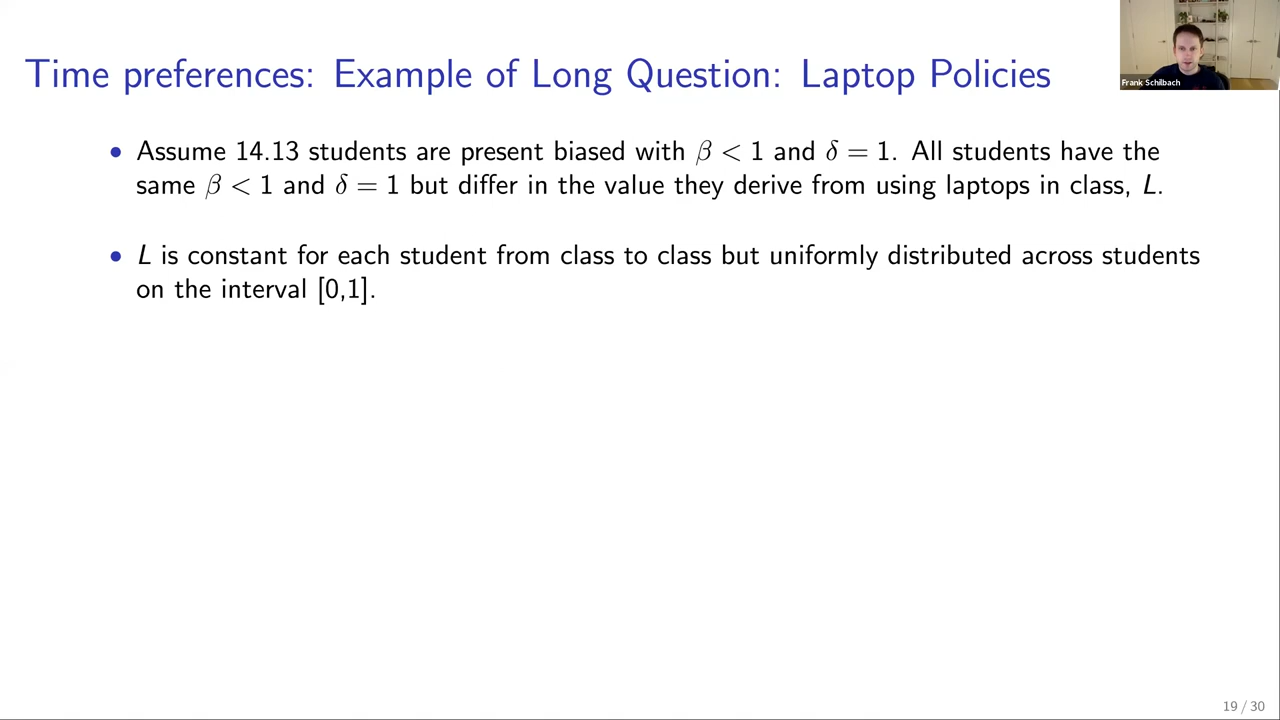 Time preferences: Example of Long Question: Laptop Policies
Frank Schilbach
• Assume 14.13 students are present biased with β < 1 and δ = 1. All students have the
same β < 1 and δ = 1 but differ in the value they derive from using laptops in class, L.
• L is constant for each student from class to class but uniformly distributed across students
on the interval [0,1].
19 / 30